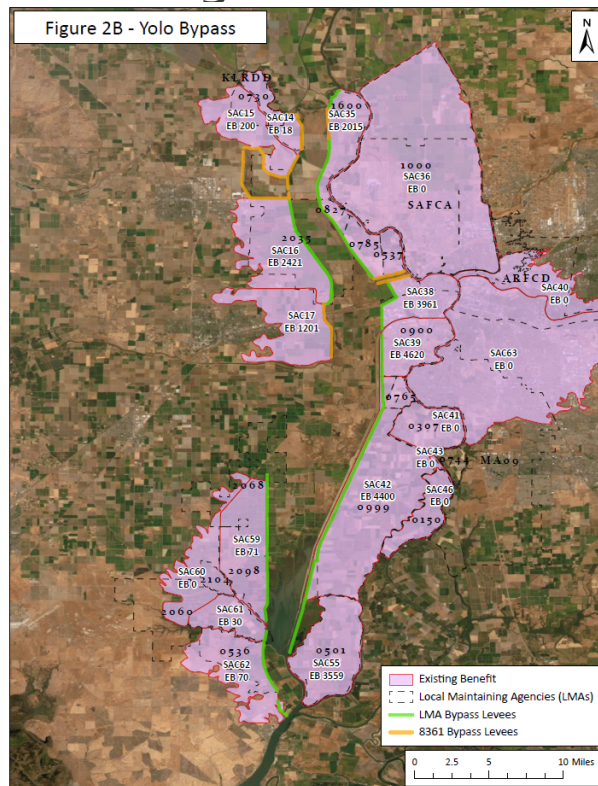 Figure 2B - Yolo Bypass
N
KLRDD
0730
SAC15
EB 200
SAC14
EB 18
1600
SAC35
EB 2015
1000
SAC36
EB 0
SAFCA
0827
0785
0537
2035
SAC16
EB 2421
ARFCD
SAC40
EB 0
SAC38
EB 3961
SAC17
EB 1201
0900
SAC39
EB 4620
SAC63
EB 0
0765
SAC41
EB 0
0307
SAC43
EB 0
0744
MA09
SAC42
EB 4400
0999
SAC46
EB 0
0150
2068
SAC59
EB 71
2098
SAC60
EB 0
2104
2060
SAC61
EB 30
0536
SAC62
EB 70
0501
SAC55
EB 3559
Existing Benefit
Local Maintaining Agencies (LMAs)
LMA Bypass Levees
8361 Bypass Levees
0 2.5 5 10 Miles